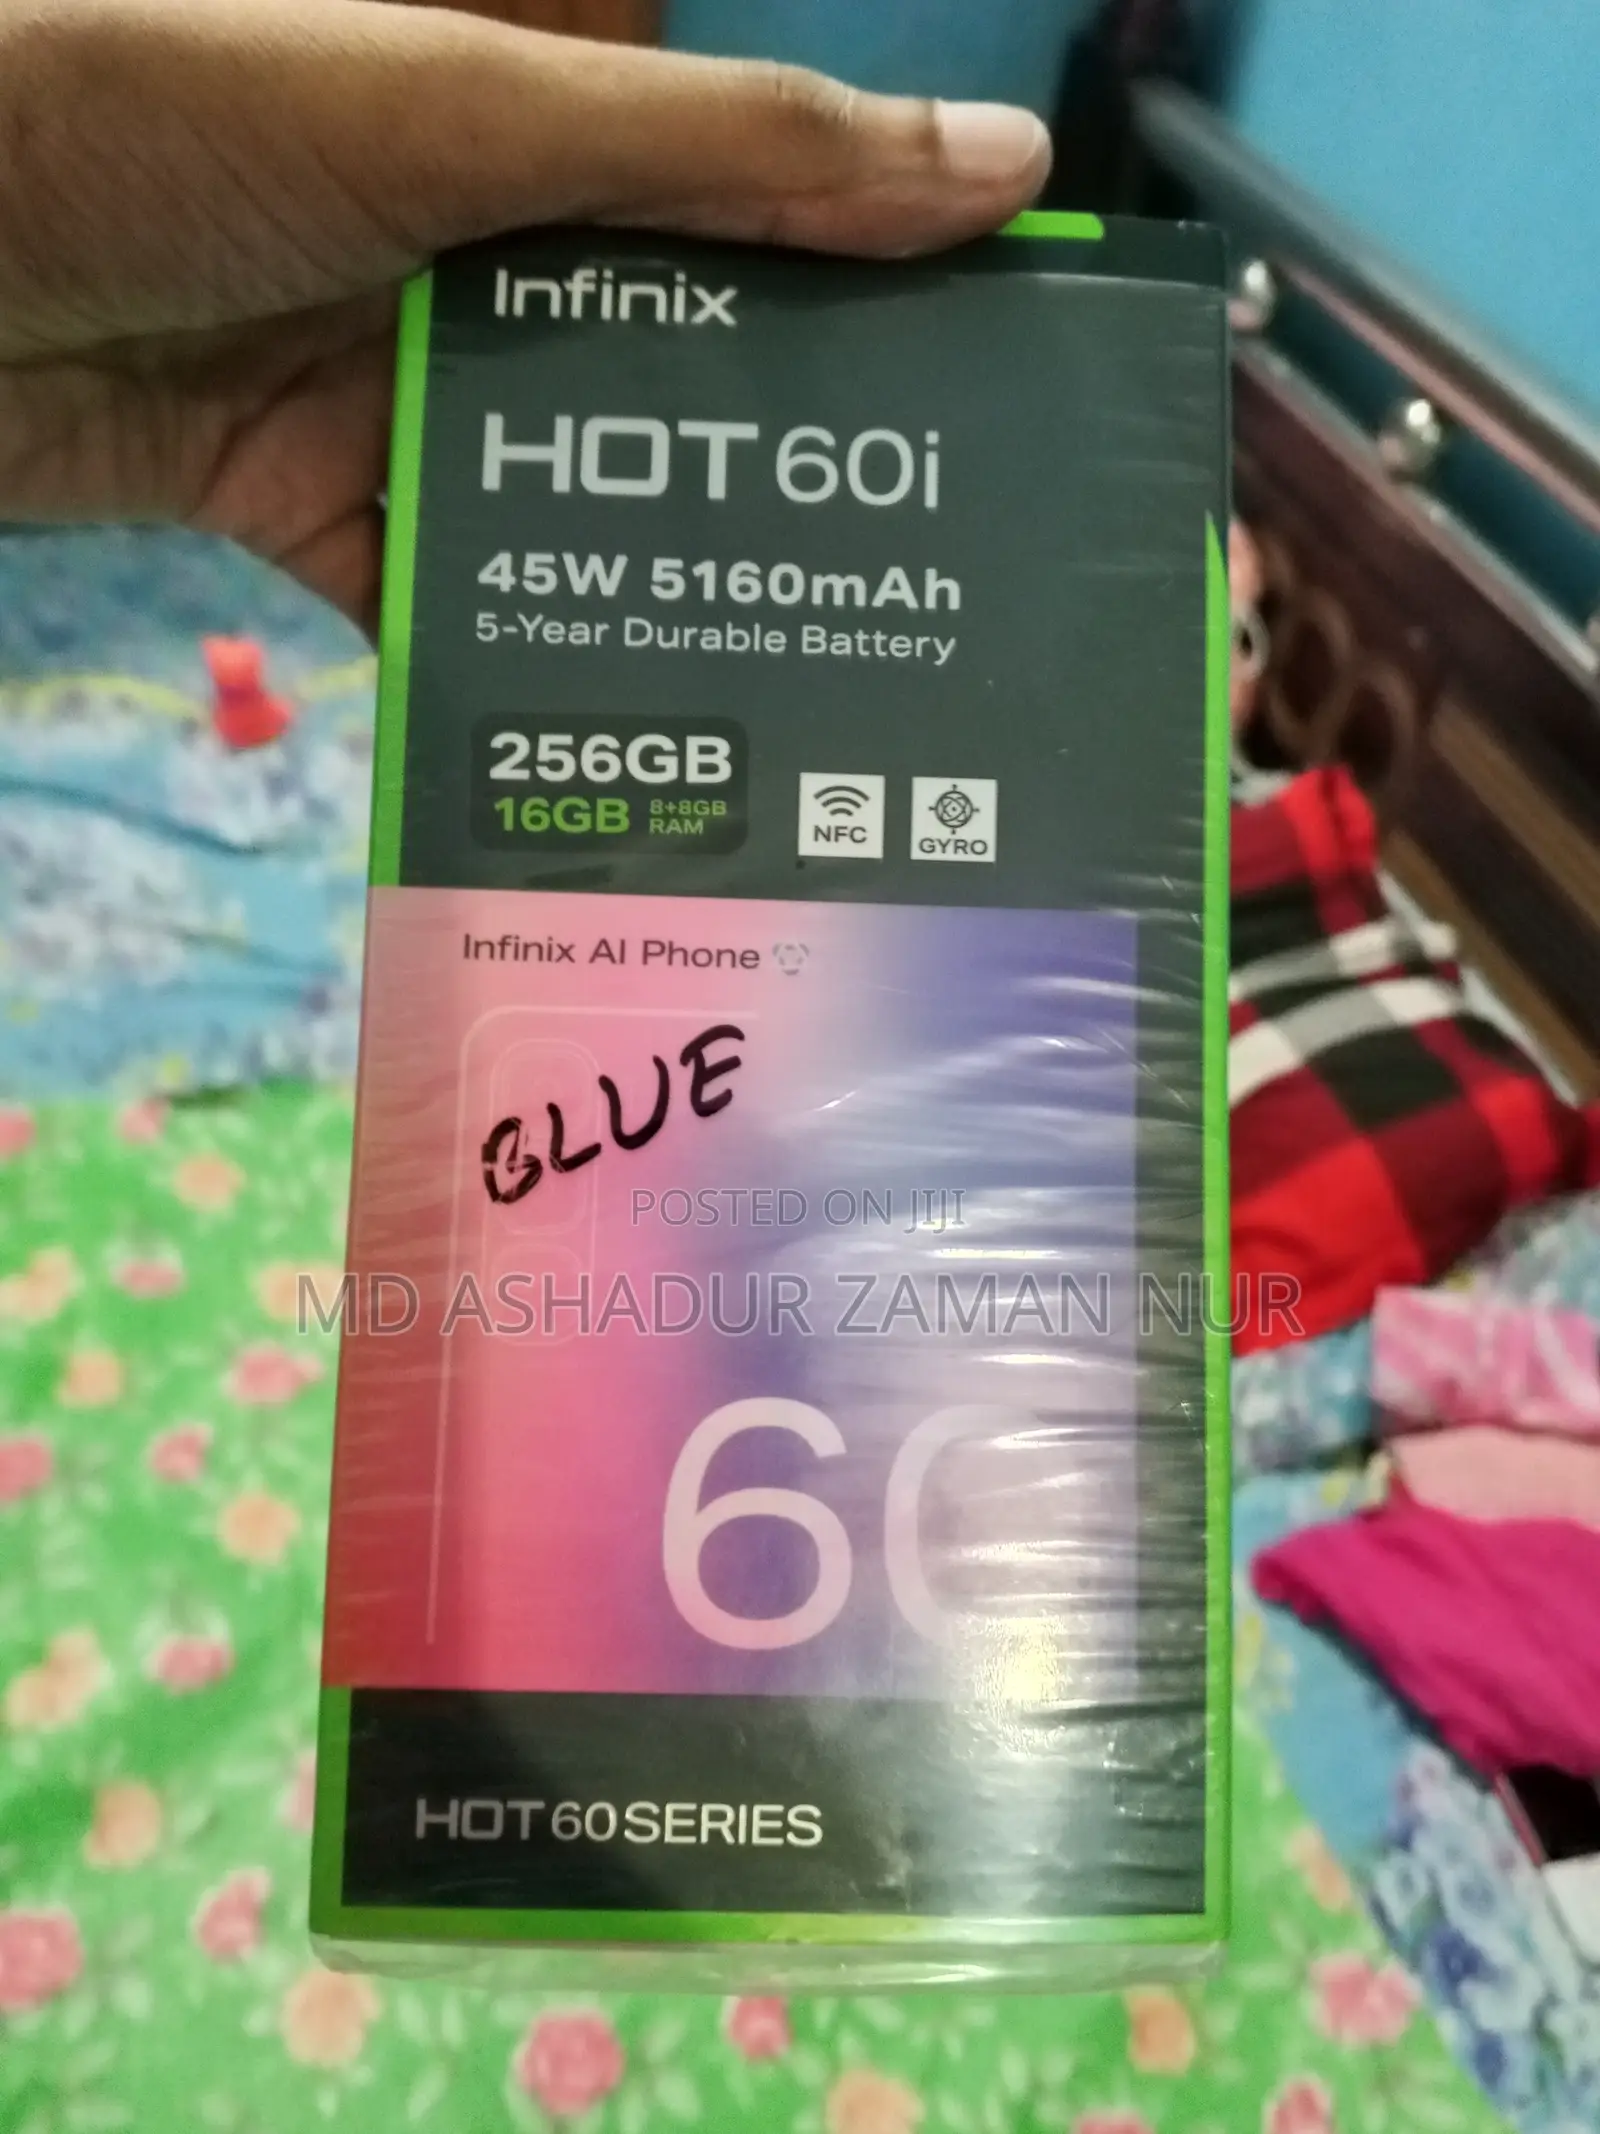 Infinix
HOT 60i
45W 5160mAh
5-Year Durable Battery
256GB
16GB 8+8GB RAM
NFC
GYRO
Infinix AI Phone
BLUE
POSTED ON JIJI
MD ASHADUR ZAMAN NUR
60
HOT 60 SERIES